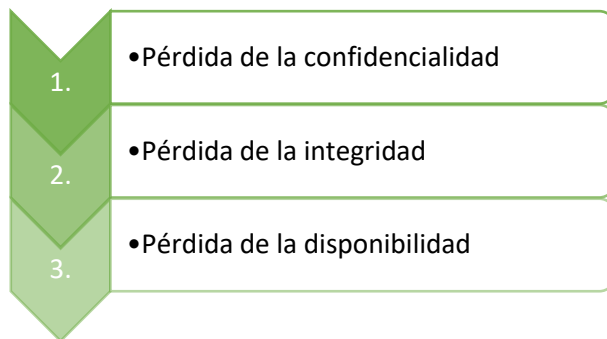 1.
•Pérdida de la confidencialidad
2.
•Pérdida de la integridad
3.
•Pérdida de la disponibilidad